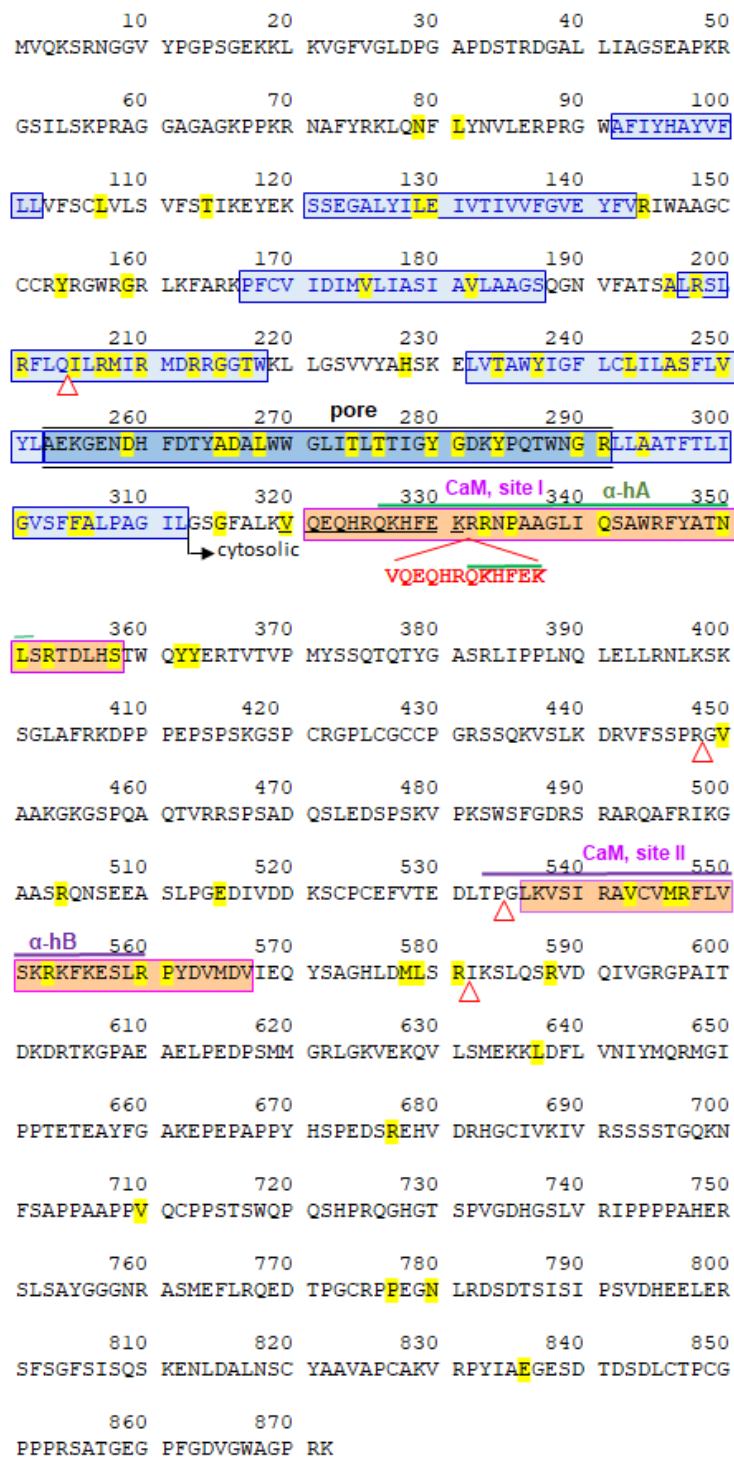 10 20 30 40 50
MVQKSRNGGV YPGPSGEKKL KVGFVGLDPG APDSTRDGAL LIAGSEAPKR
60 70 80 90 100
GSILSKPRAG GAGAGKPPKR NAFYRKLQNF LYNVLERPRG WAFIYHAYVF
110 120 130 140 150
LLVFSCLVLS VFSTIKEYEK SSEGALYILE IVTIVVFGVE YFVRIWAAGC
160 170 180 190 200
CCRYRGWRGR LKFARKPFCV IDIMVLIASI AVLAAGSQGN VFATSALRSL
210 220 230 240 250
RFLQILRMIR MDRRGGTWKL LGSVVYAHSK ELVTAWYIGF LCLILASFLV
260 270 pore 280 290 300
YLAEKGENDH FDTYADALWW GLITLTTIGY GDKYPQTWNG RLLAATFTLI
CaM, site I α-hA
310 320 330 340 350
GVSFFALPAG ILGSGFALKV QEQHRQKHFE KRRNPAAGLI QSAWRFYATN
cytosolic
VQEQHRQKHFEK
360 370 380 390 400
LSRTDLHSTW QYYERTVTVP MYSSQTQTYG ASRLIPPLNQ LELLRNLKSK
410 420 430 440 450
SGLAFRKDPP PEPSPSKGSP CRGPLCGCCP GRSSQKVSLK DRVFSSPRGV
460 470 480 490 500
AAKGKGSPQA QTVRRSPSAD QSLEDSPSKV PKSWSFGDRS RARQAFRIKG
CaM, site II
510 520 530 540 550
AASRQNSEEA SLPGEDIVDD KSCPCEFVTE DLTPGLKVSI RAVCVMRFLV
α-hB
560 570 580 590 600
SKRKFKESLR PYDVMDVIEQ YSAGHLDMLS RIKSLQSRVD QIVGRGPAIT
610 620 630 640 650
DKDRTKGPAE AELPEDPSMM GRLGKVEKQV LSMEKKLDFL VNIYMQRMGI
660 670 680 690 700
PPTETEAYFG AKEPEPAPPY HSPEDSREHV DRHGCIVKIV RSSSSTGQKN
710 720 730 740 750
FSAPPAAPPV QCPPSTSWQP QSHPRQGHGT SPVGDHGSLV RIPPPPAHER
760 770 780 790 800
SLSAYGGGNR ASMEFLRQED TPGCRPPEGN LRDSDTSISI PSVDHEELER
810 820 830 840 850
SFSGFSISQS KENLDALNSC YAAVAPCAKV RPYIAEGESD TDSDLCTPCG
860 870
PPPRSATGEG PFGDVGWAGP RK